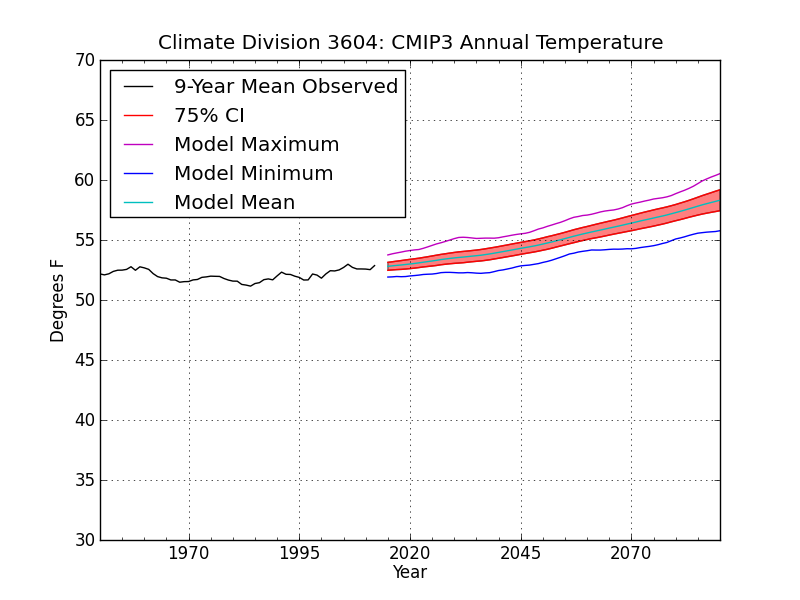 Climate Division 3604: CMIP3 Annual Temperature
70
65
60
55
50
45
40
35
30
Degrees F
9-Year Mean Observed
75% CI
Model Maximum
Model Minimum
Model Mean
1970 1995 2020 2045 2070
Year